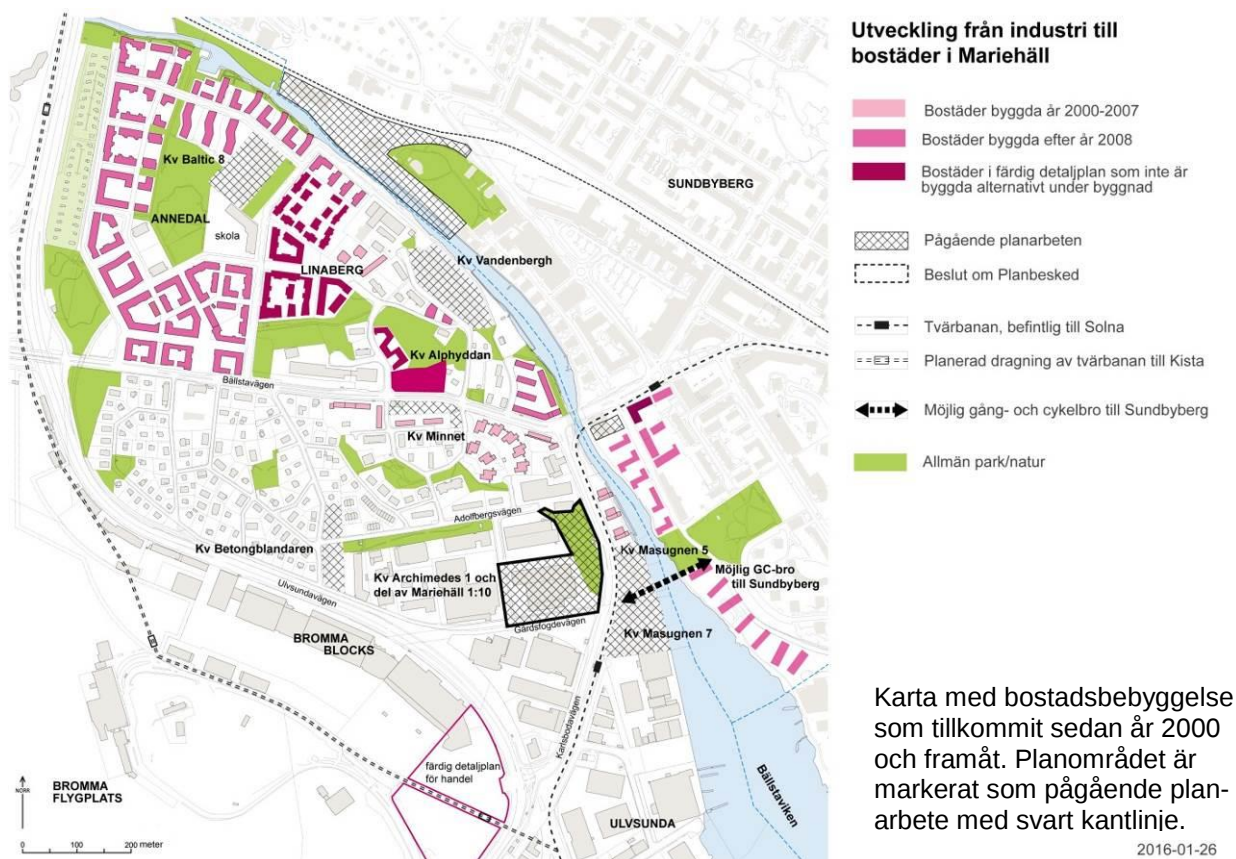 Utveckling från industri till
bostäder i Mariehäll
Bostäder byggda år 2000-2007
Bostäder byggda efter år 2008
Bostäder i färdig detaljplan som inte är
byggda alternativt under byggnad
Pågående planarbeten
Beslut om Planbesked
Tvärbanan, befintlig till Solna
Planerad dragning av tvärbanan till Kista
Möjlig gång- och cykelbro till Sundbyberg
Allmän park/natur
Kv Baltic 8
SUNDBYBERG
ANNEDAL
skola
Kv Vandenbergh
LINABERG
Kv Alphyddan
Bällstavägen
Kv Minnet
Adolfbergsvägen
Kv Betongblandaren
Kv Masugnen 5
Möjlig GC-bro
till Sundbyberg
Kv Archimedes 1 och
del av Mariehäll 1:10
Ulvsundavägen
Gårdsfogdevägen
BROMMA
BLOCKS
Kv Masugnen 7
Karlsbodavägen
färdig detaljplan
för handel
Bällstaviken
NORR
BROMMA
FLYGPLATS
ULVSUNDA
0 50 100 200 meter
Karta med bostadsbebyggelse
som tillkommit sedan år 2000
och framåt. Planområdet är
markerat som pågående plan-
arbete med svart kantlinje.
2016-01-26